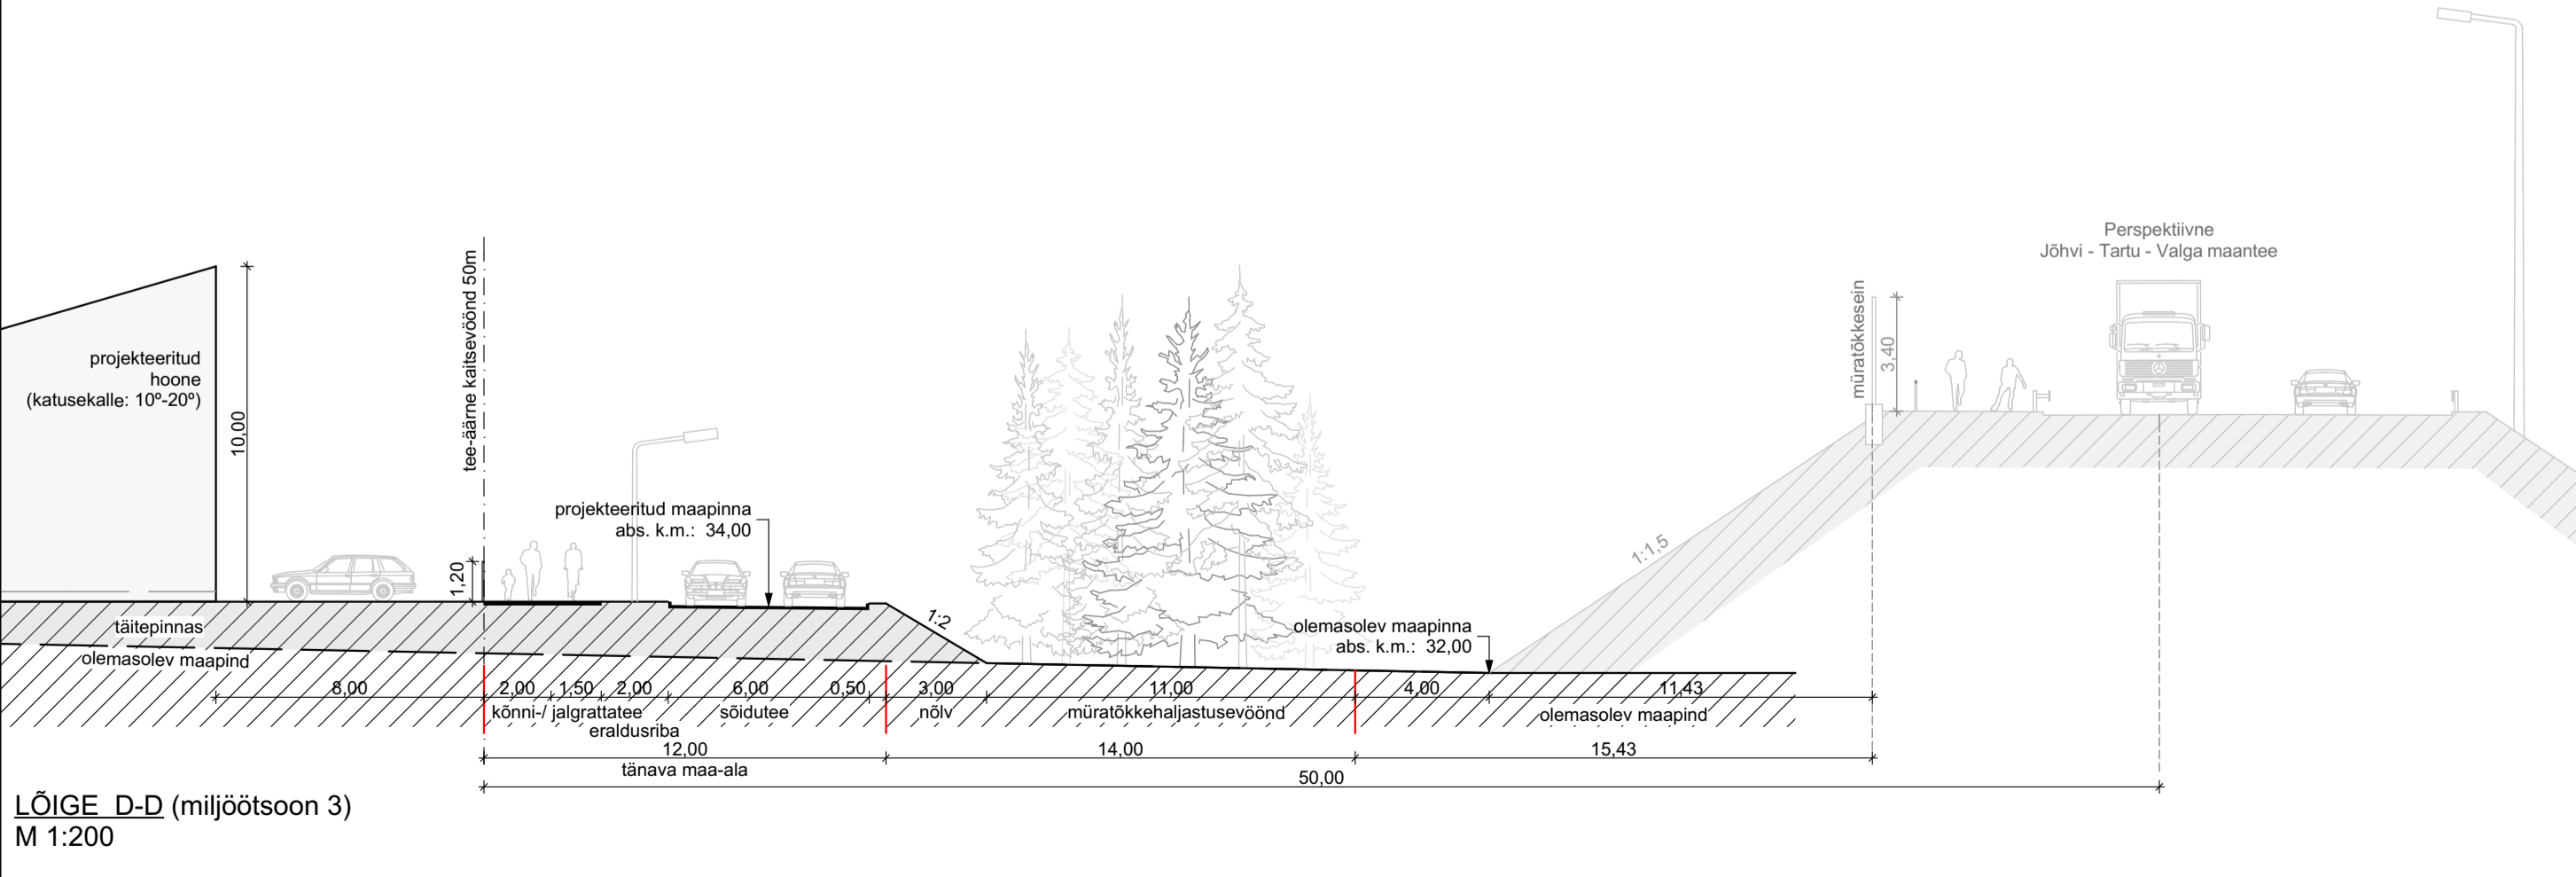 Perspektiivne
Jõhvi - Tartu - Valga maantee
tee-äärne kaitsevöönd 50m
müratõkkesein
3,40
projekteeritud
hoone
(katusekalle: 10º-20º)
10,00
projekteeritud maapinna
abs. k.m.: 34,00
1,20
1:1,5
1:2
täitepinnas
olemasolev maapind
olemasolev maapinna
abs. k.m.: 32,00
8,00 2,00 1,50 2,00 6,00 0,50 3,00 11,00 4,00 11,43
könni-/ jalgrattatee sõidutee nõlv müratõkkehaljastusevöönd olemasolev maapind
eraldusriba
12,00 14,00 15,43
tänava maa-ala
50,00
LÕIGE D-D (miljöötsoon 3)
M 1:200